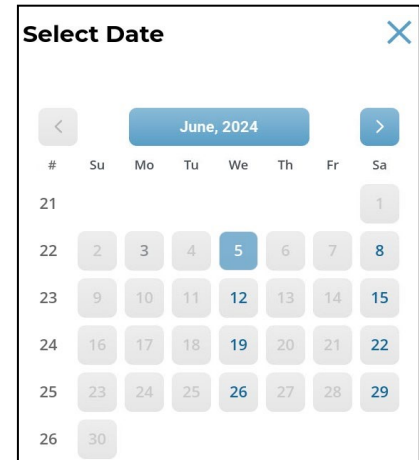 Select Date
June, 2024
# Su Mo Tu We Th Fr Sa
21 1
22 2 3 4 5 6 7 8
23 9 10 11 12 13 14 15
24 16 17 18 19 20 21 22
25 23 24 25 26 27 28 29
26 30